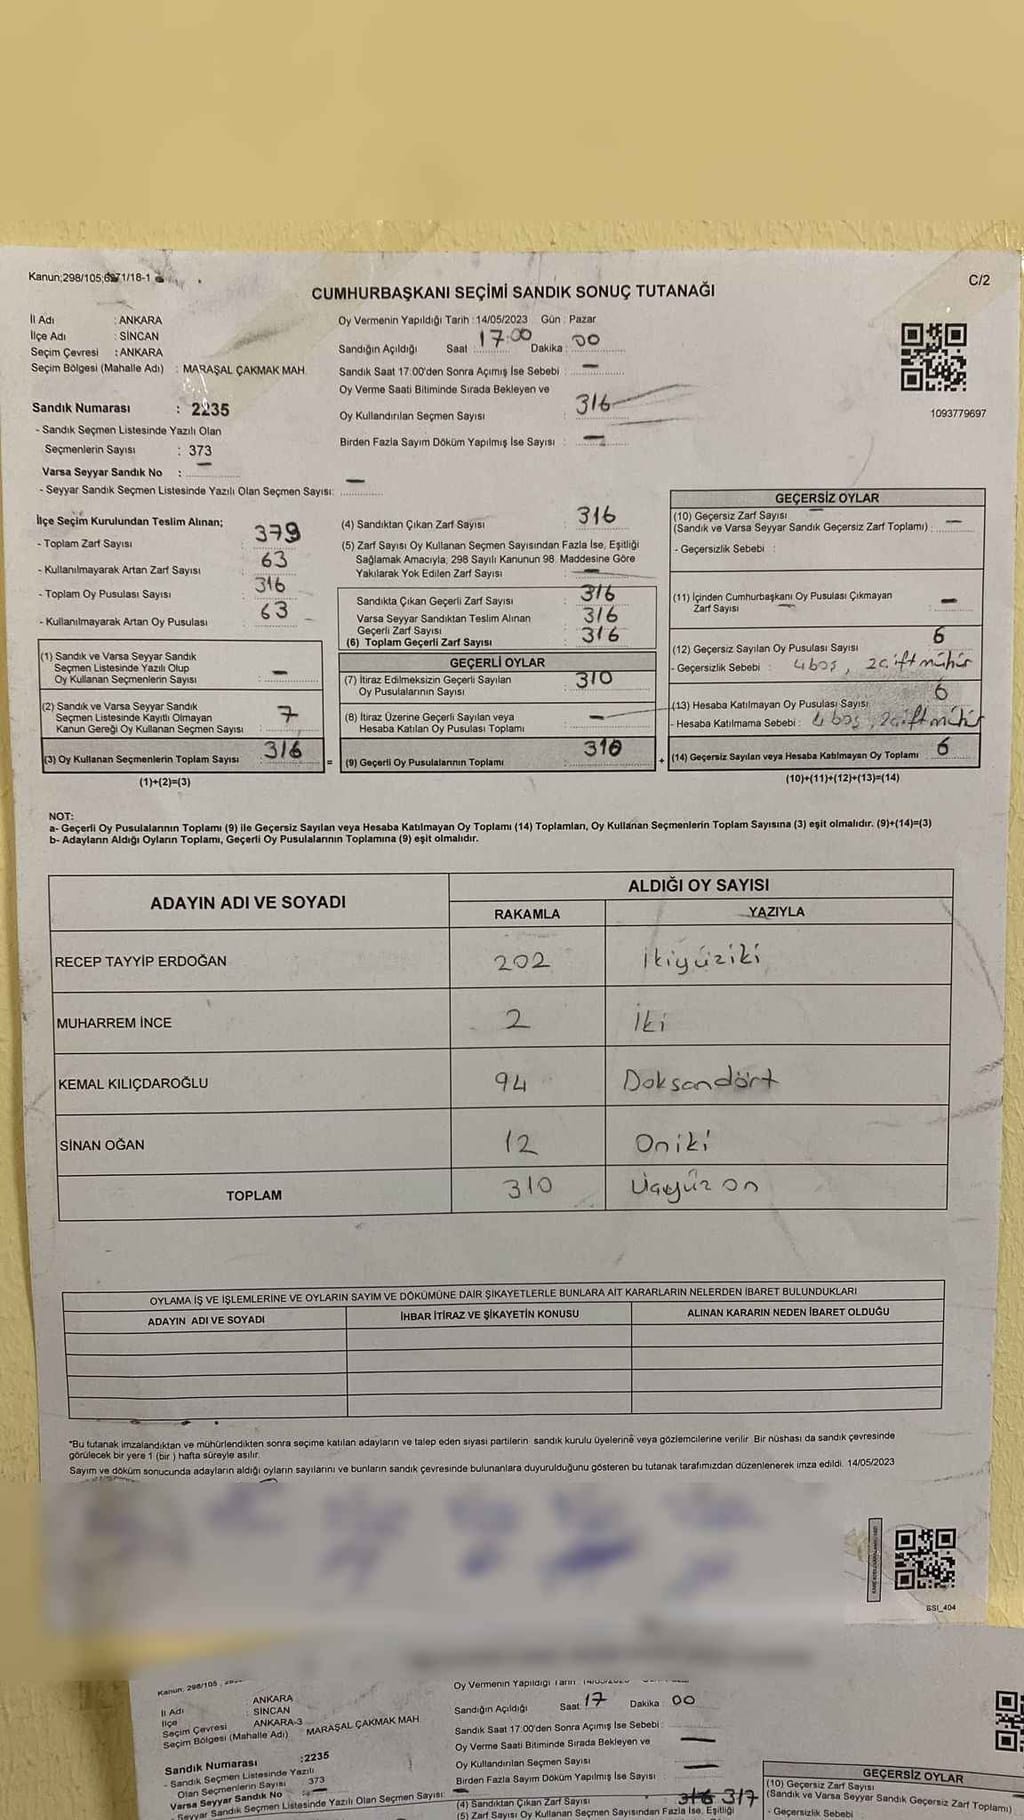 Kanun;298/105;6271/18-1
C/2
CUMHURBAŞKANI SEÇİMİ SANDIK SONUÇ TUTANAĞI
İl Adı : ANKARA
İlçe Adı : SİNCAN
Seçim Çevresi : ANKARA
Seçim Bölgesi (Mahalle Adı) : MARAŞAL ÇAKMAK MAH.
Sandık Numarası : 2235
- Sandık Seçmen Listesinde Yazılı Olan
Seçmenlerin Sayısı : 373
Varsa Seyyar Sandık No : —
- Seyyar Sandık Seçmen Listesinde Yazılı Olan Seçmen Sayısı: —
Oy Vermenin Yapıldığı Tarih : 14/05/2023 Gün : Pazar
Sandığın Açıldığı Saat 17:00 Dakika : 00
Sandık Saat 17.00'den Sonra Açımış İse Sebebi : —
Oy Verme Saati Bitiminde Sırada Bekleyen ve
Oy Kullandırılan Seçmen Sayısı : 316
Birden Fazla Sayım Döküm Yapılmış İse Sayısı : —
1093779697
İlçe Seçim Kurulundan Teslim Alınan;
- Toplam Zarf Sayısı : 379
- Kullanılmayarak Artan Zarf Sayısı : 63
- Toplam Oy Pusulası Sayısı : 316
- Kullanılmayarak Artan Oy Pusulası : 63
(1) Sandık ve Varsa Seyyar Sandık
Seçmen Listesinde Yazılı Olup
Oy Kullanan Seçmenlerin Sayısı : —
(2) Sandık ve Varsa Seyyar Sandık
Seçmen Listesinde Kayıtlı Olmayan
Kanun Gereği Oy Kullanan Seçmen Sayısı : 7
(3) Oy Kullanan Seçmenlerin Toplam Sayısı : 316
(1)+(2)=(3)
(4) Sandıktan Çıkan Zarf Sayısı : 316
(5) Zarf Sayısı Oy Kullanan Seçmen Sayısından Fazla İse, Eşitliği
Sağlamak Amacıyla, 298 Sayılı Kanunun 98. Maddesine Göre
Yakılarak Yok Edilen Zarf Sayısı : —
Sandıkta Çıkan Geçerli Zarf Sayısı : 316
Varsa Seyyar Sandıktan Teslim Alınan
Geçerli Zarf Sayısı : 316
(6) Toplam Geçerli Zarf Sayısı : 316
GEÇERLİ OYLAR
(7) İtiraz Edilmeksizin Geçerli Sayılan
Oy Pusulalarının Sayısı : 310
(8) İtiraz Üzerine Geçerli Sayılan veya
Hesaba Katılan Oy Pusulası Toplamı : —
(9) Geçerli Oy Pusulalarının Toplamı : 310
GEÇERSİZ OYLAR
(10) Geçersiz Zarf Sayısı —
(Sandık ve Varsa Seyyar Sandık Geçersiz Zarf Toplamı) : —
- Geçersizlik Sebebi :
(11) İçinden Cumhurbaşkanı Oy Pusulası Çıkmayan
Zarf Sayısı —
(12) Geçersiz Sayılan Oy Pusulası Sayısı 6
- Geçersizlik Sebebi : 4 boş, 2 çift mühür
(13) Hesaba Katılmayan Oy Pusulası Sayısı 6
- Hesaba Katılmama Sebebi : 4 boş, 2 çift mühür
(14) Geçersiz Sayılan veya Hesaba Katılmayan Oy Toplamı : 6
(10)+(11)+(12)+(13)=(14)
NOT:
a- Geçerli Oy Pusulalarının Toplamı (9) ile Geçersiz Sayılan veya Hesaba Katılmayan Oy Toplamı (14) Toplamları, Oy Kullanan Seçmenlerin Toplam Sayısına (3) eşit olmalıdır. (9)+(14)=(3)
b- Adayların Aldığı Oyların Toplamı, Geçerli Oy Pusulalarının Toplamına (9) eşit olmalıdır.
ADAYIN ADI VE SOYADI
ALDIĞI OY SAYISI
RAKAMLA YAZIYLA
RECEP TAYYİP ERDOĞAN 202 İkiyüziki
MUHARREM İNCE 2 İki
KEMAL KILIÇDAROĞLU 94 Doksandört
SİNAN OĞAN 12 Oniki
TOPLAM 310 Üçyüz on
OYLAMA İŞ VE İŞLEMLERİNE VE OYLARIN SAYIM VE DÖKÜMÜNE DAİR ŞİKAYETLERLE BUNLARA AİT KARARLARIN NELERDEN İBARET BULUNDUKLARI
ADAYIN ADI VE SOYADI İHBAR İTİRAZ VE ŞİKAYETİN KONUSU ALINAN KARARIN NEDEN İBARET OLDUĞU
*Bu tutanak imzalandıktan ve mühürlendikten sonra seçime katılan adayların ve talep eden siyasi partilerin sandık kurulu üyelerine veya gözlemcilerine verilir. Bir nüshası da sandık çevresinde
görülecek bir yere 1 (bir ) hafta süreyle asılır.
Sayım ve döküm sonucunda adayların aldığı oyların sayılarını ve bunların sandık çevresinde bulunanlara duyurulduğunu gösteren bu tutanak tarafımızdan düzenlenerek imza edildi. 14/05/2023
SSI_404
Kanun; 298/105
İl Adı ANKARA
İlçe SİNCAN
Seçim Çevresi ANKARA-3
Seçim Bölgesi (Mahalle Adı) MARAŞAL ÇAKMAK MAH.
Sandık Numarası :2235
- Sandık Seçmen Listesinde Yazılı
Olan Seçmenlerin Sayısı 373
Varsa Seyyar Sandık No : —
- Seyyar Sandık Seçmen Listesinde Yazılı Olan Seçmen Sayısı: —
Oy Vermenin Yapıldığı Tarih
Sandığın Açıldığı Saat 17 Dakika 00
Sandık Saat 17.00'den Sonra Açımış İse Sebebi :
Oy Verme Saati Bitiminde Sırada Bekleyen ve
Oy Kullandırılan Seçmen Sayısı
Birden Fazla Sayım Döküm Yapılmış İse Sayısı —
(4) Sandıktan Çıkan Zarf Sayısı : 316 317
(5) Zarf Sayısı Oy Kullanan Seçmen Sayısından Fazla İse, Eşitliği
GEÇERSİZ OYLAR
(10) Geçersiz Zarf Sayısı
(Sandık ve Varsa Seyyar Sandık Geçersiz Zarf Toplamı)
- Geçersizlik Sebebi